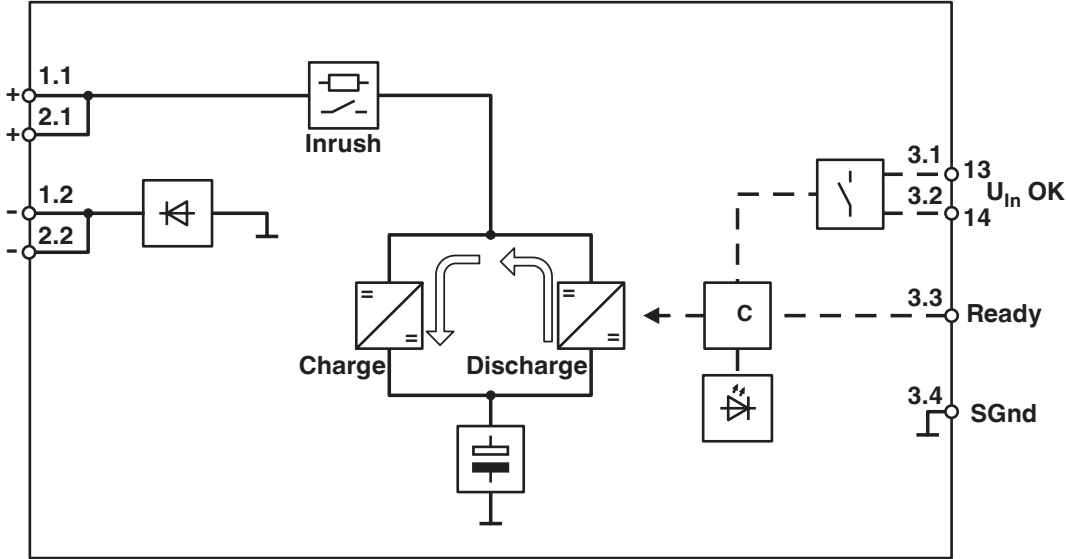 1.1
+
2.1
+
Inrush
1.2
-
2.2
-
3.1
13
U_In OK
3.2
14
=
=
Charge
=
=
Discharge
C
3.3
Ready
3.4
SGnd